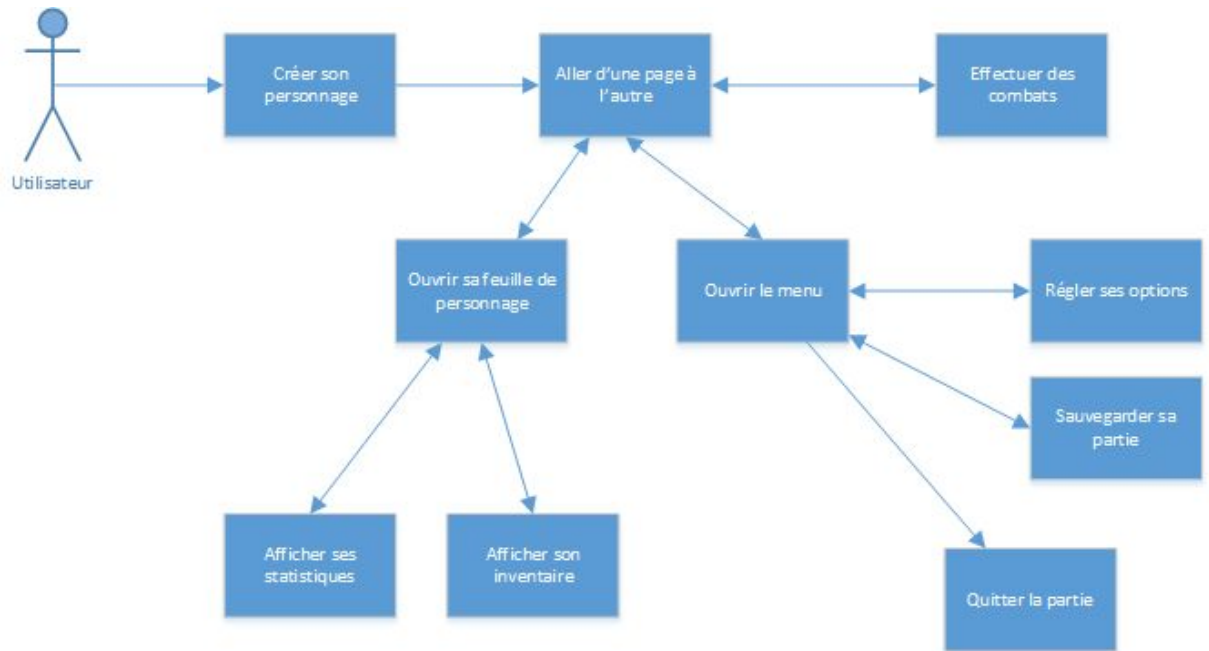 Créer son
personnage
Aller d'une page à
l'autre
Effectuer des
combats
Utilisateur
Ouvrir sa feuille de
personnage
Ouvrir le menu
Régler ses options
Sauvegarder sa
partie
Afficher ses
statistiques
Afficher son
inventaire
Quitter la partie